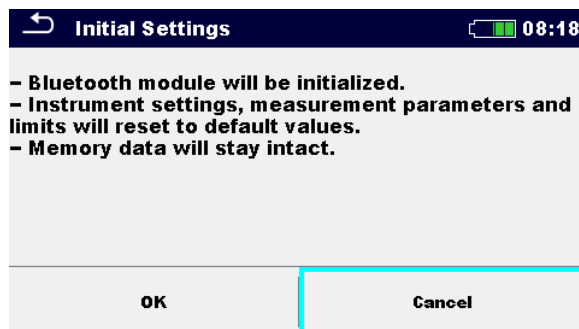 Initial Settings 08:18
– Bluetooth module will be initialized.
– Instrument settings, measurement parameters and
limits will reset to default values.
– Memory data will stay intact.
OK Cancel